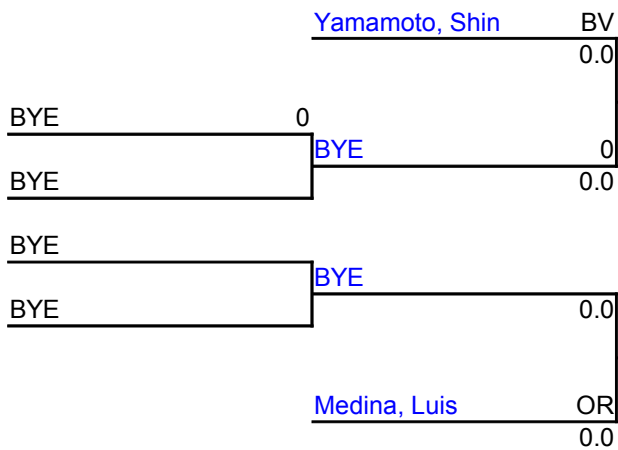 Yamamoto, Shin BV
0.0
BYE 0
BYE 0
BYE 0.0
BYE
BYE
BYE 0.0
Medina, Luis OR
0.0